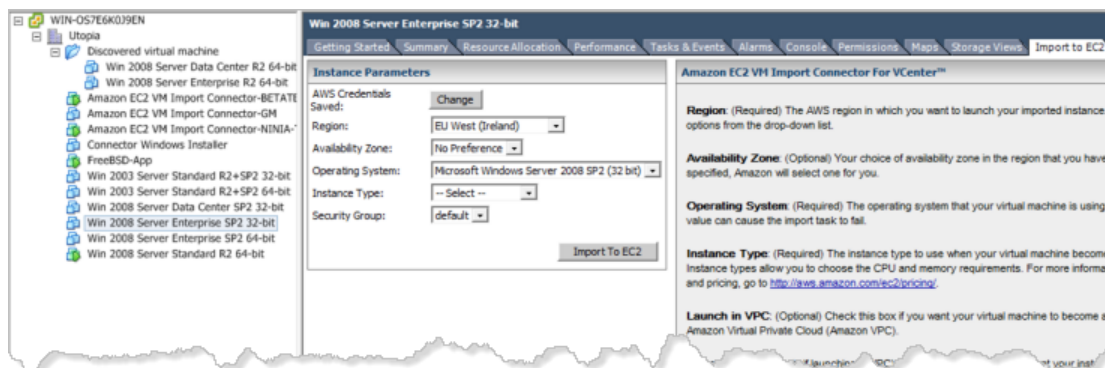 WIN-OS7E6K0J9EN
Utopia
Discovered virtual machine
Win 2008 Server Data Center R2 64-bit
Win 2008 Server Enterprise R2 64-bit
Amazon EC2 VM Import Connector-BETATE
Amazon EC2 VM Import Connector-GM
Amazon EC2 VM Import Connector-NINIA-
Connector Windows Installer
FreeBSD-App
Win 2003 Server Standard R2+SP2 32-bit
Win 2003 Server Standard R2+SP2 64-bit
Win 2008 Server Data Center SP2 32-bit
Win 2008 Server Enterprise SP2 32-bit
Win 2008 Server Enterprise SP2 64-bit
Win 2008 Server Standard R2 64-bit
Win 2008 Server Enterprise SP2 32-bit
Getting Started Summary Resource Allocation Performance Tasks & Events Alarms Console Permissions Maps Storage Views Import to EC2
Instance Parameters
AWS Credentials
Saved: Change
Region: EU West (Ireland)
Availability Zone: No Preference
Operating System: Microsoft Windows Server 2008 SP2 (32 bit)
Instance Type: -- Select --
Security Group: default
Import To EC2
Amazon EC2 VM Import Connector For VCenter™
Region: (Required) The AWS region in which you want to launch your imported instance
options from the drop-down list.
Availability Zone: (Optional) Your choice of availability zone in the region that you have
specified, Amazon will select one for you.
Operating System: (Required) The operating system that your virtual machine is using
value can cause the import task to fail.
Instance Type: (Required) The instance type to use when your virtual machine become
Instance types allow you to choose the CPU and memory requirements. For more informa
and pricing, go to http://aws.amazon.com/ec2/pricing/.
Launch in VPC: (Optional) Check this box if you want your virtual machine to become a
Amazon Virtual Private Cloud (Amazon VPC).